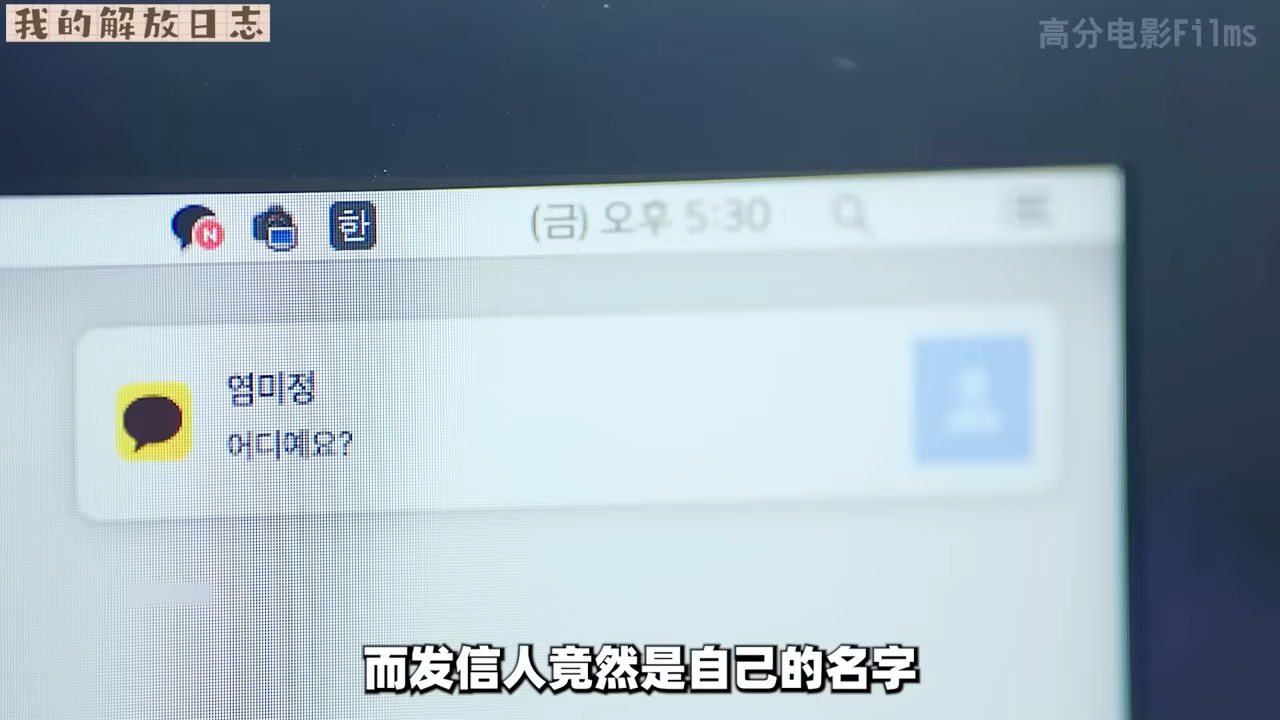 我的解放日志
高分电影Films
N
한
(금) 오후 5:30
염미정
어디예요?
而发信人竟然是自己的名字